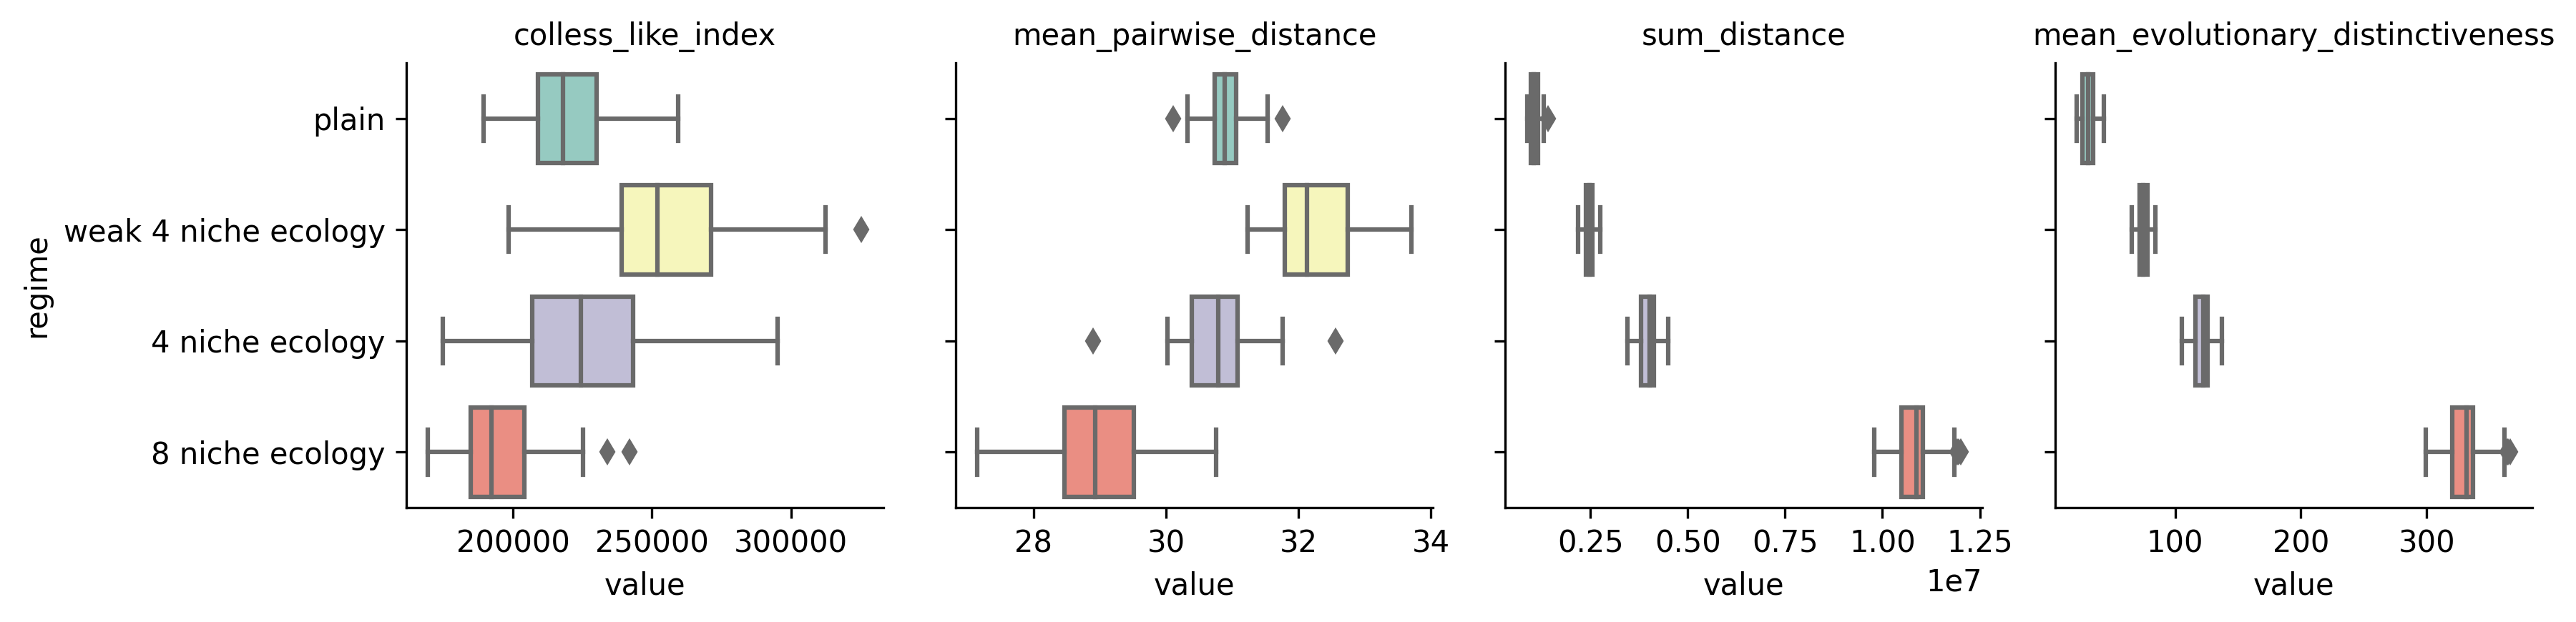 colless_like_index
mean_pairwise_distance
sum_distance
mean_evolutionary_distinctiveness
regime
plain
weak 4 niche ecology
4 niche ecology
8 niche ecology
200000 250000 300000
value
28 30 32 34
value
0.25 0.50 0.75 1.00 1.25
1e7
value
100 200 300
value